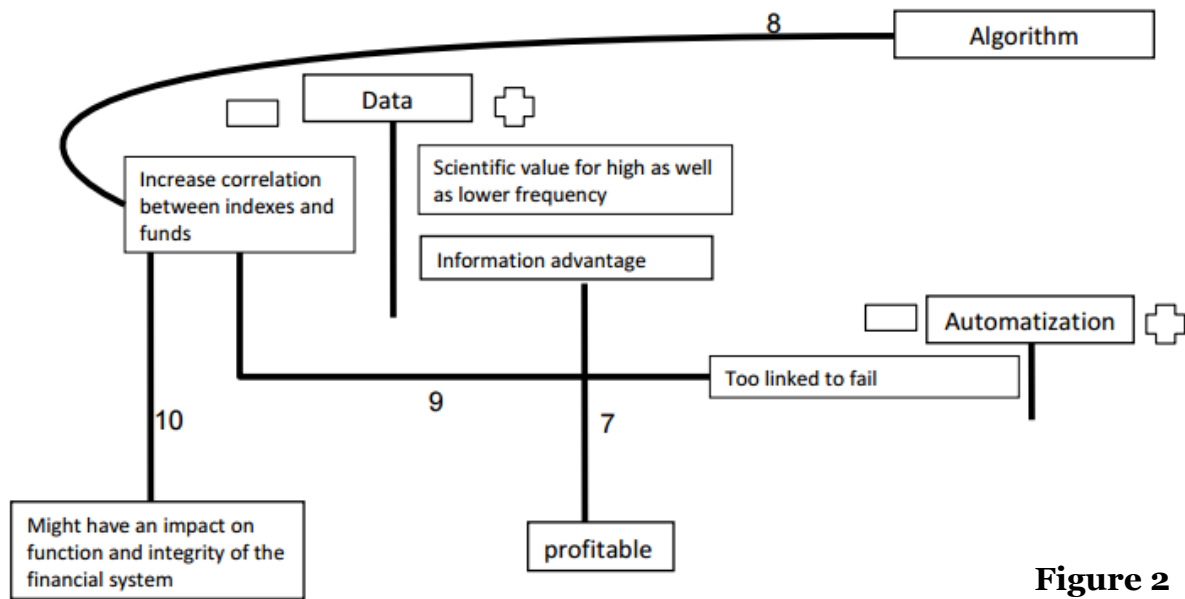 8
Algorithm
Data
Scientific value for high as well
as lower frequency
Increase correlation
between indexes and
funds
Information advantage
Automatization
Too linked to fail
9
10
7
Might have an impact on
function and integrity of the
financial system
profitable
Figure 2